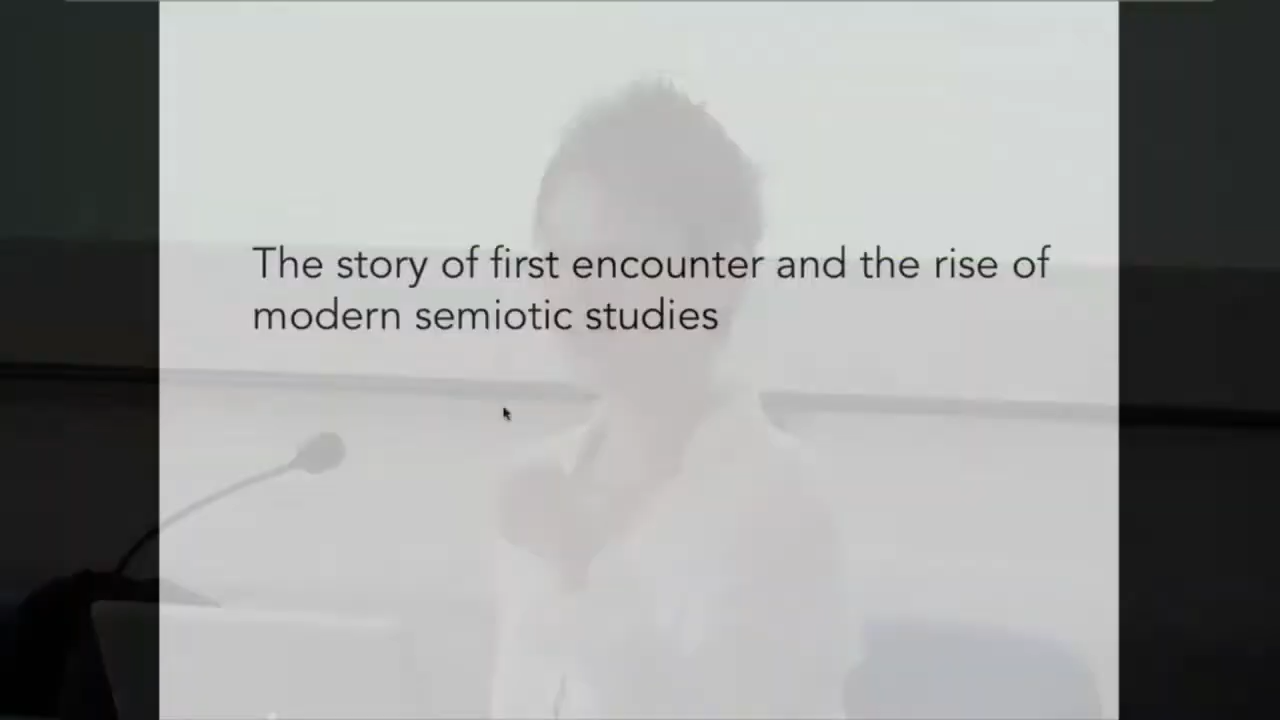 The story of first encounter and the rise of
modern semiotic studies